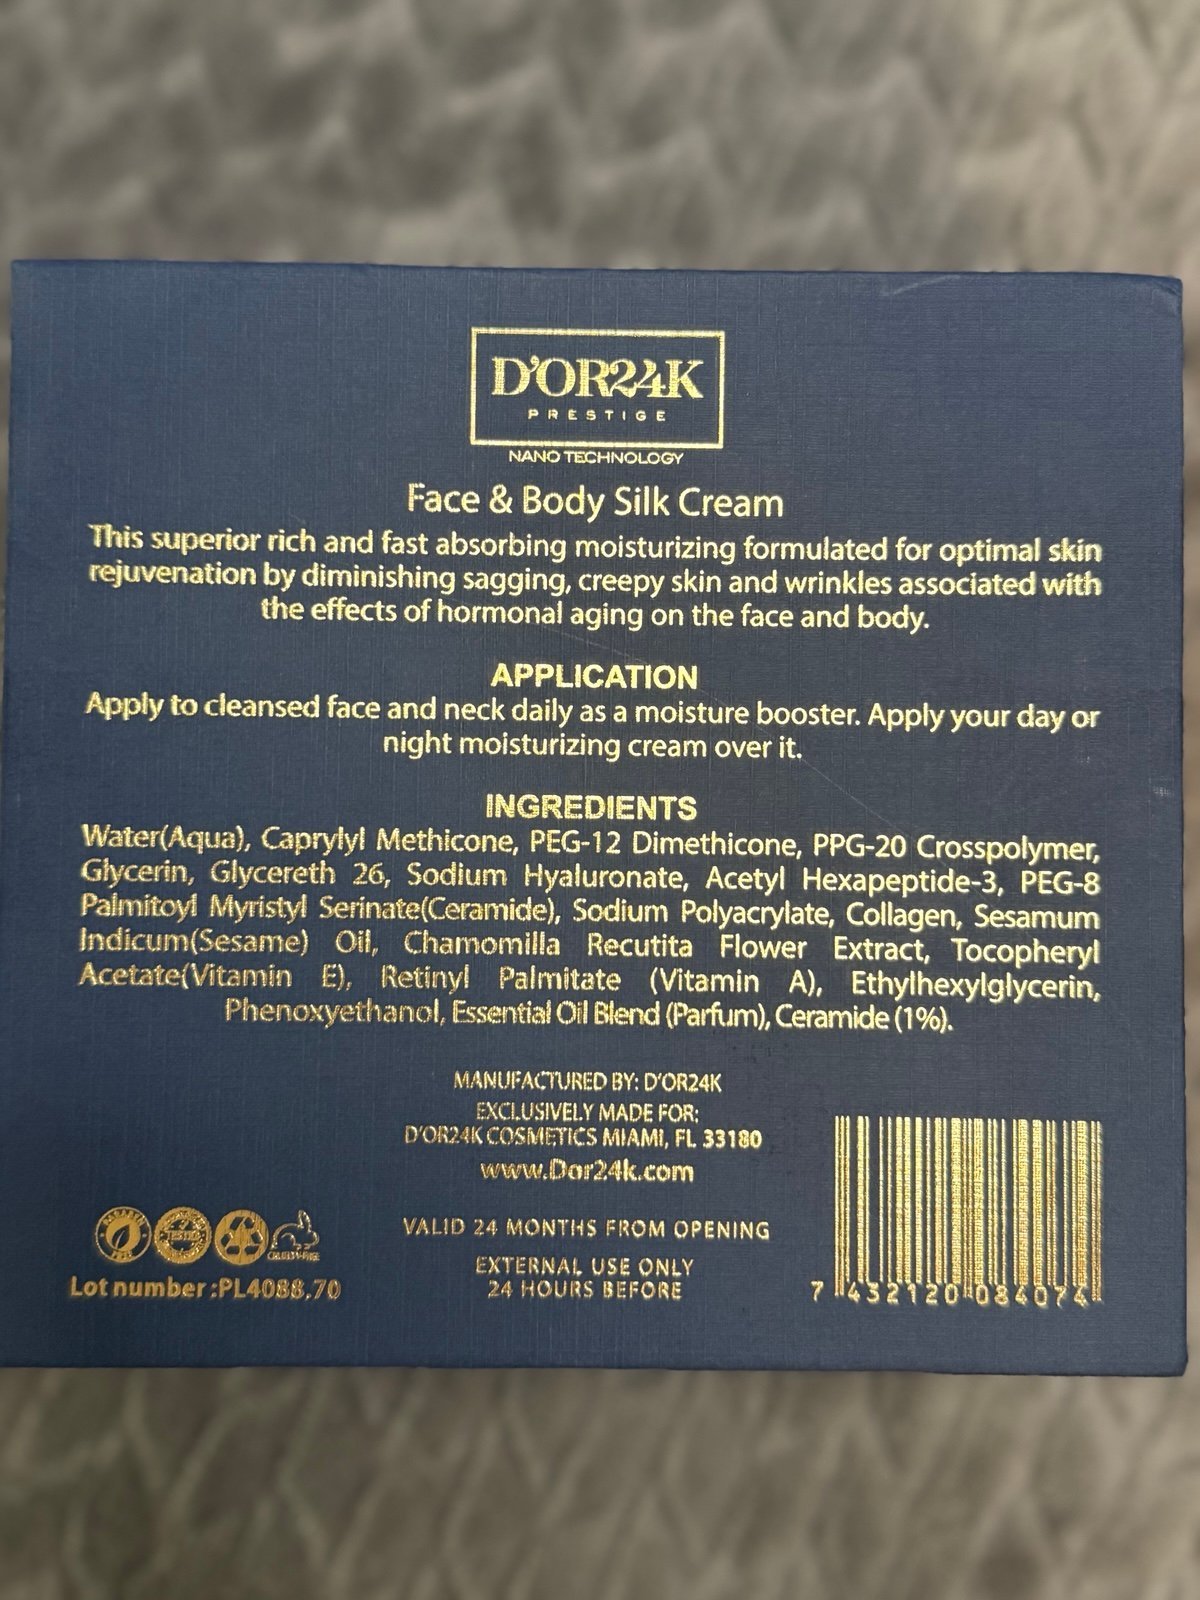 D'OR24K
PRESTIGE
NANO TECHNOLOGY
Face & Body Silk Cream
This superior rich and fast absorbing moisturizing formulated for optimal skin
rejuvenation by diminishing sagging, creepy skin and wrinkles associated with
the effects of hormonal aging on the face and body.
APPLICATION
Apply to cleansed face and neck daily as a moisture booster. Apply your day or
night moisturizing cream over it.
INGREDIENTS
Water(Aqua), Caprylyl Methicone, PEG-12 Dimethicone, PPG-20 Crosspolymer,
Glycerin, Glycereth 26, Sodium Hyaluronate, Acetyl Hexapeptide-3, PEG-8
Palmitoyl Myristyl Serinate(Ceramide), Sodium Polyacrylate, Collagen, Sesamum
Indicum(Sesame) Oil, Chamomilla Recutita Flower Extract, Tocopheryl
Acetate(Vitamin E), Retinyl Palmitate (Vitamin A), Ethylhexylglycerin,
Phenoxyethanol, Essential Oil Blend (Parfum), Ceramide (1%).
MANUFACTURED BY: D'OR24K
EXCLUSIVELY MADE FOR:
D'OR24K COSMETICS MIAMI, FL 33180
www.Dor24k.com
VALID 24 MONTHS FROM OPENING
EXTERNAL USE ONLY
24 HOURS BEFORE
PARABEN FREE
TESTED
CRUELTY-FREE
Lot number:PL4088.70
7 432120 084074